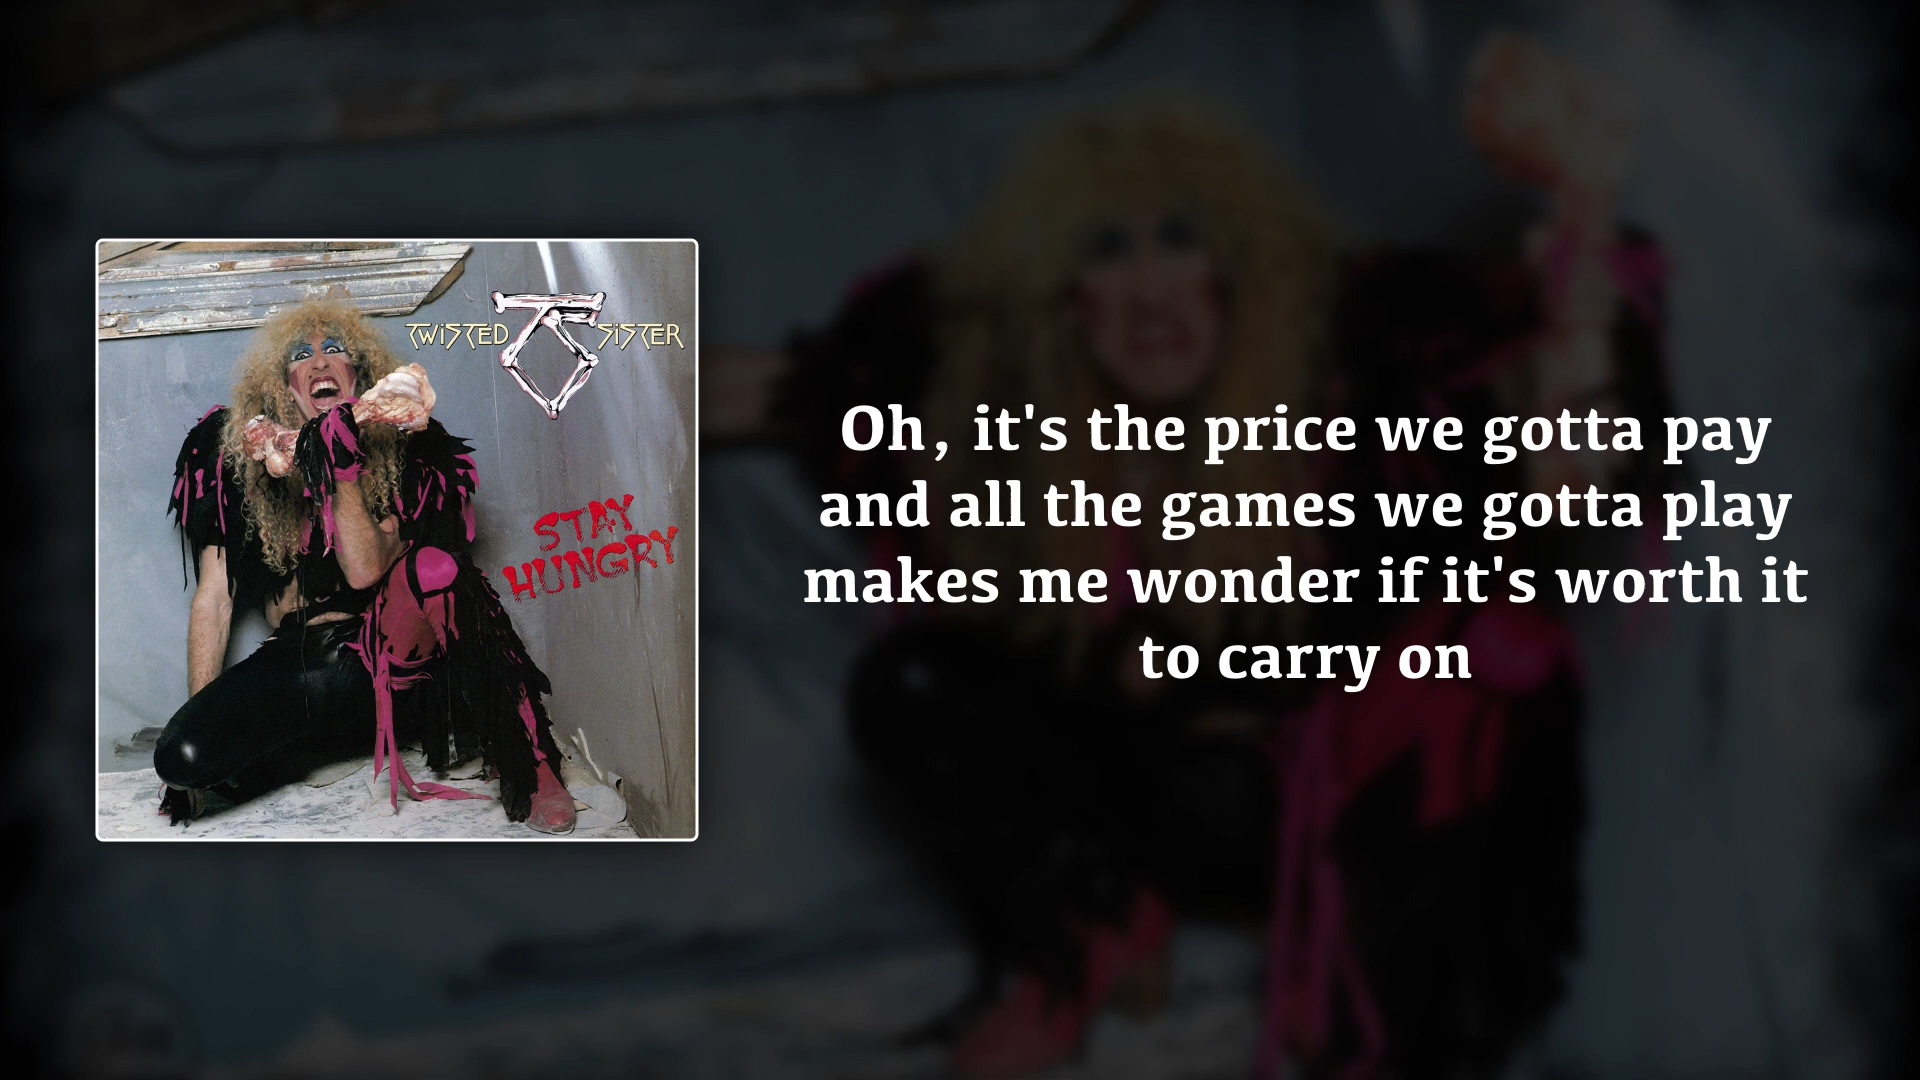 TWISTED SISTER
STAY
HUNGRY
Oh, it's the price we gotta pay
and all the games we gotta play
makes me wonder if it's worth it
to carry on